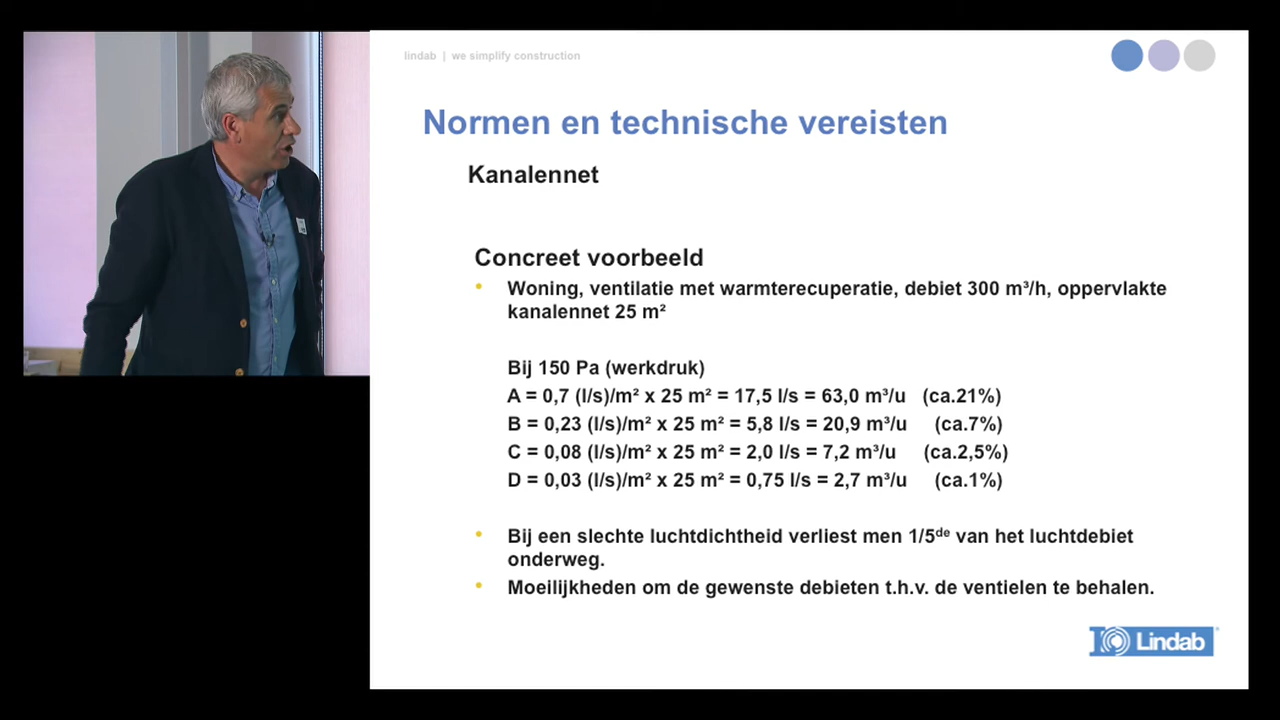 lindab | we simplify construction
Normen en technische vereisten
Kanalennet
Concreet voorbeeld
• Woning, ventilatie met warmterecuperatie, debiet 300 m³/h, oppervlakte
kanalennet 25 m²
Bij 150 Pa (werkdruk)
A = 0,7 (l/s)/m² x 25 m² = 17,5 l/s = 63,0 m³/u (ca.21%)
B = 0,23 (l/s)/m² x 25 m² = 5,8 l/s = 20,9 m³/u (ca.7%)
C = 0,08 (l/s)/m² x 25 m² = 2,0 l/s = 7,2 m³/u (ca.2,5%)
D = 0,03 (l/s)/m² x 25 m² = 0,75 l/s = 2,7 m³/u (ca.1%)
• Bij een slechte luchtdichtheid verliest men 1/5ᵈᵉ van het luchtdebiet
onderweg.
• Moeilijkheden om de gewenste debieten t.h.v. de ventielen te behalen.
Lindab®